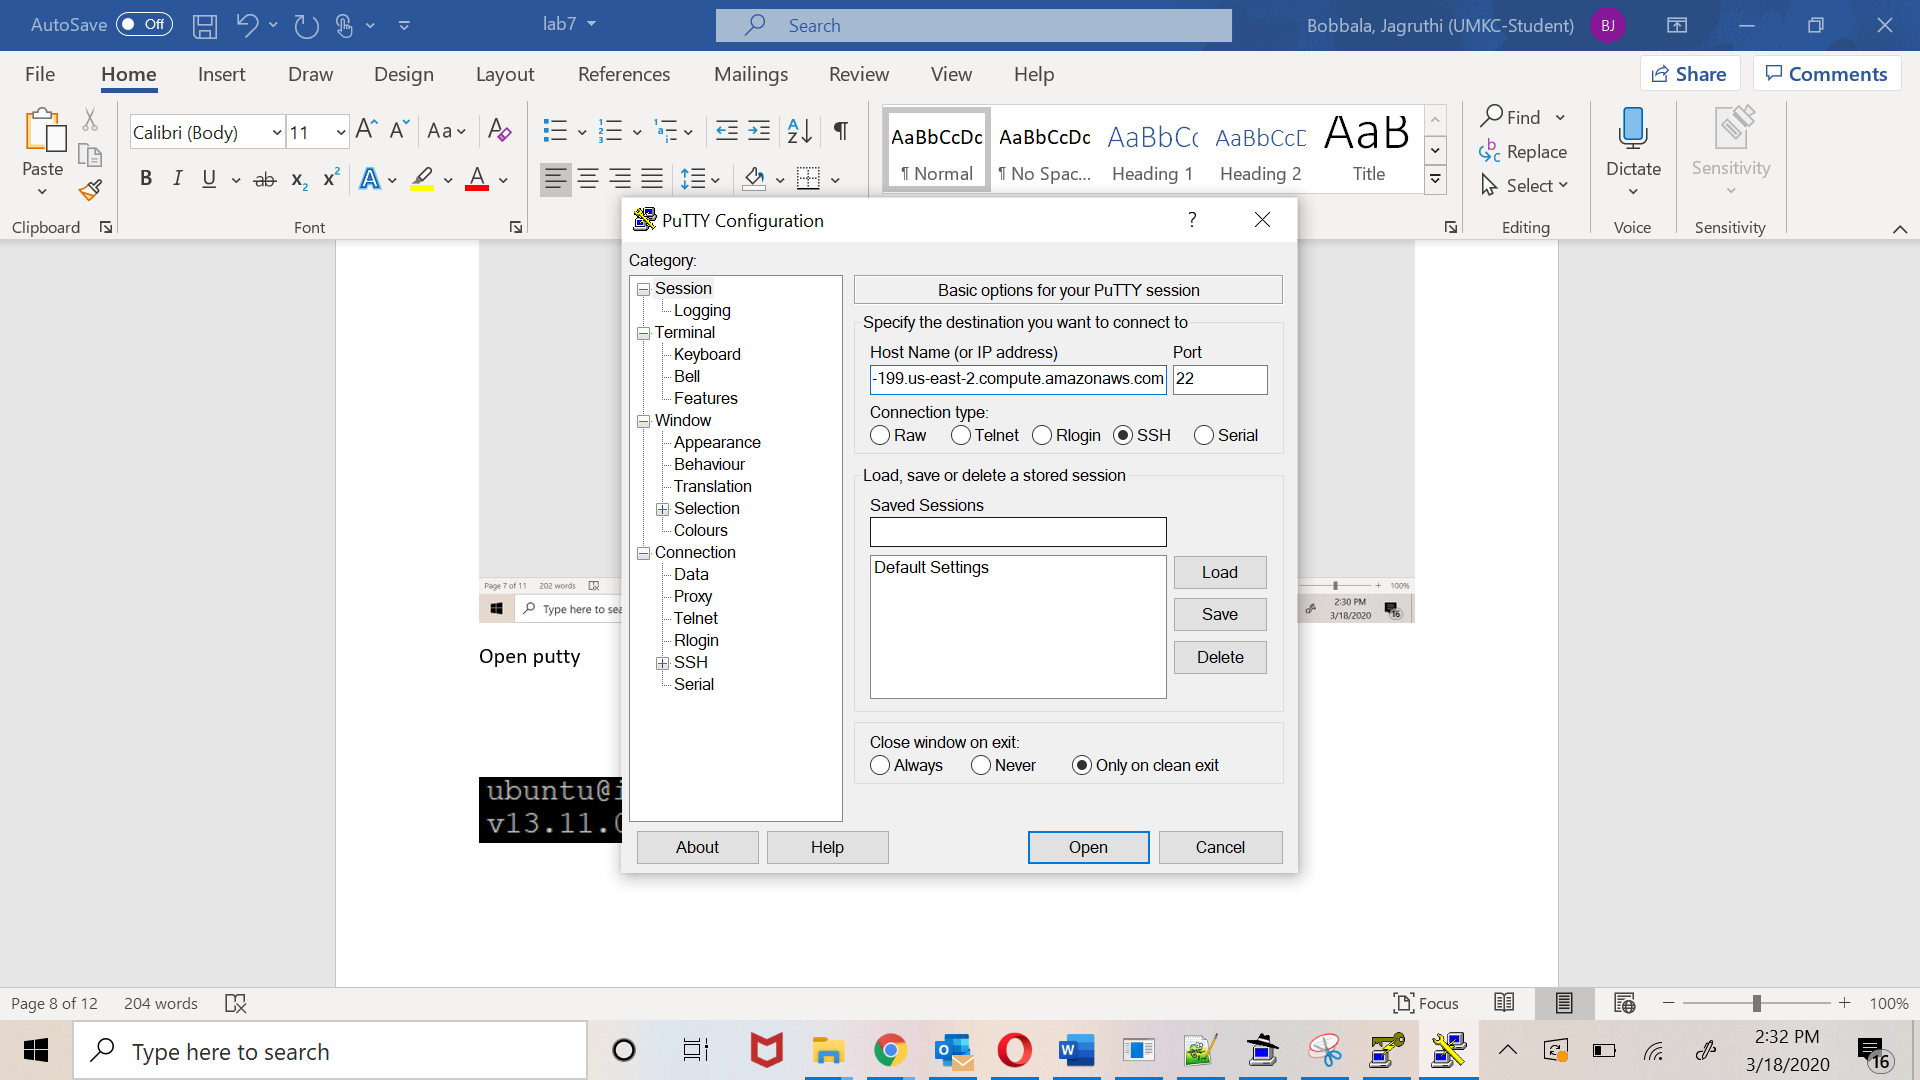 AutoSave Off lab7 Search Bobbala, Jagruthi (UMKC-Student) BJ
File Home Insert Draw Design Layout References Mailings Review View Help Share Comments
Paste
Clipboard
Calibri (Body) 11 Aa
B I U ab x2 x2 A A
Font
AaBbCcDc AaBbCcDc AaBbCc AaBbCcD AaB
¶ Normal ¶ No Spac... Heading 1 Heading 2 Title
Find
Replace
Select
Editing
Dictate
Voice
Sensitivity
Sensitivity
PuTTY Configuration ?
Category:
Session
Logging
Terminal
Keyboard
Bell
Features
Window
Appearance
Behaviour
Translation
Selection
Colours
Connection
Data
Proxy
Telnet
Rlogin
SSH
Serial
Basic options for your PuTTY session
Specify the destination you want to connect to
Host Name (or IP address) Port
-199.us-east-2.compute.amazonaws.com 22
Connection type:
Raw Telnet Rlogin SSH Serial
Load, save or delete a stored session
Saved Sessions
Default Settings
Load
Save
Delete
Close window on exit:
Always Never Only on clean exit
About Help Open Cancel
Page 7 of 11 202 words 100%
Type here to sea 2:30 PM
3/18/2020 16
Open putty
ubuntu@i
v13.11.0
Page 8 of 12 204 words Focus 100%
Type here to search 2:32 PM
3/18/2020 16